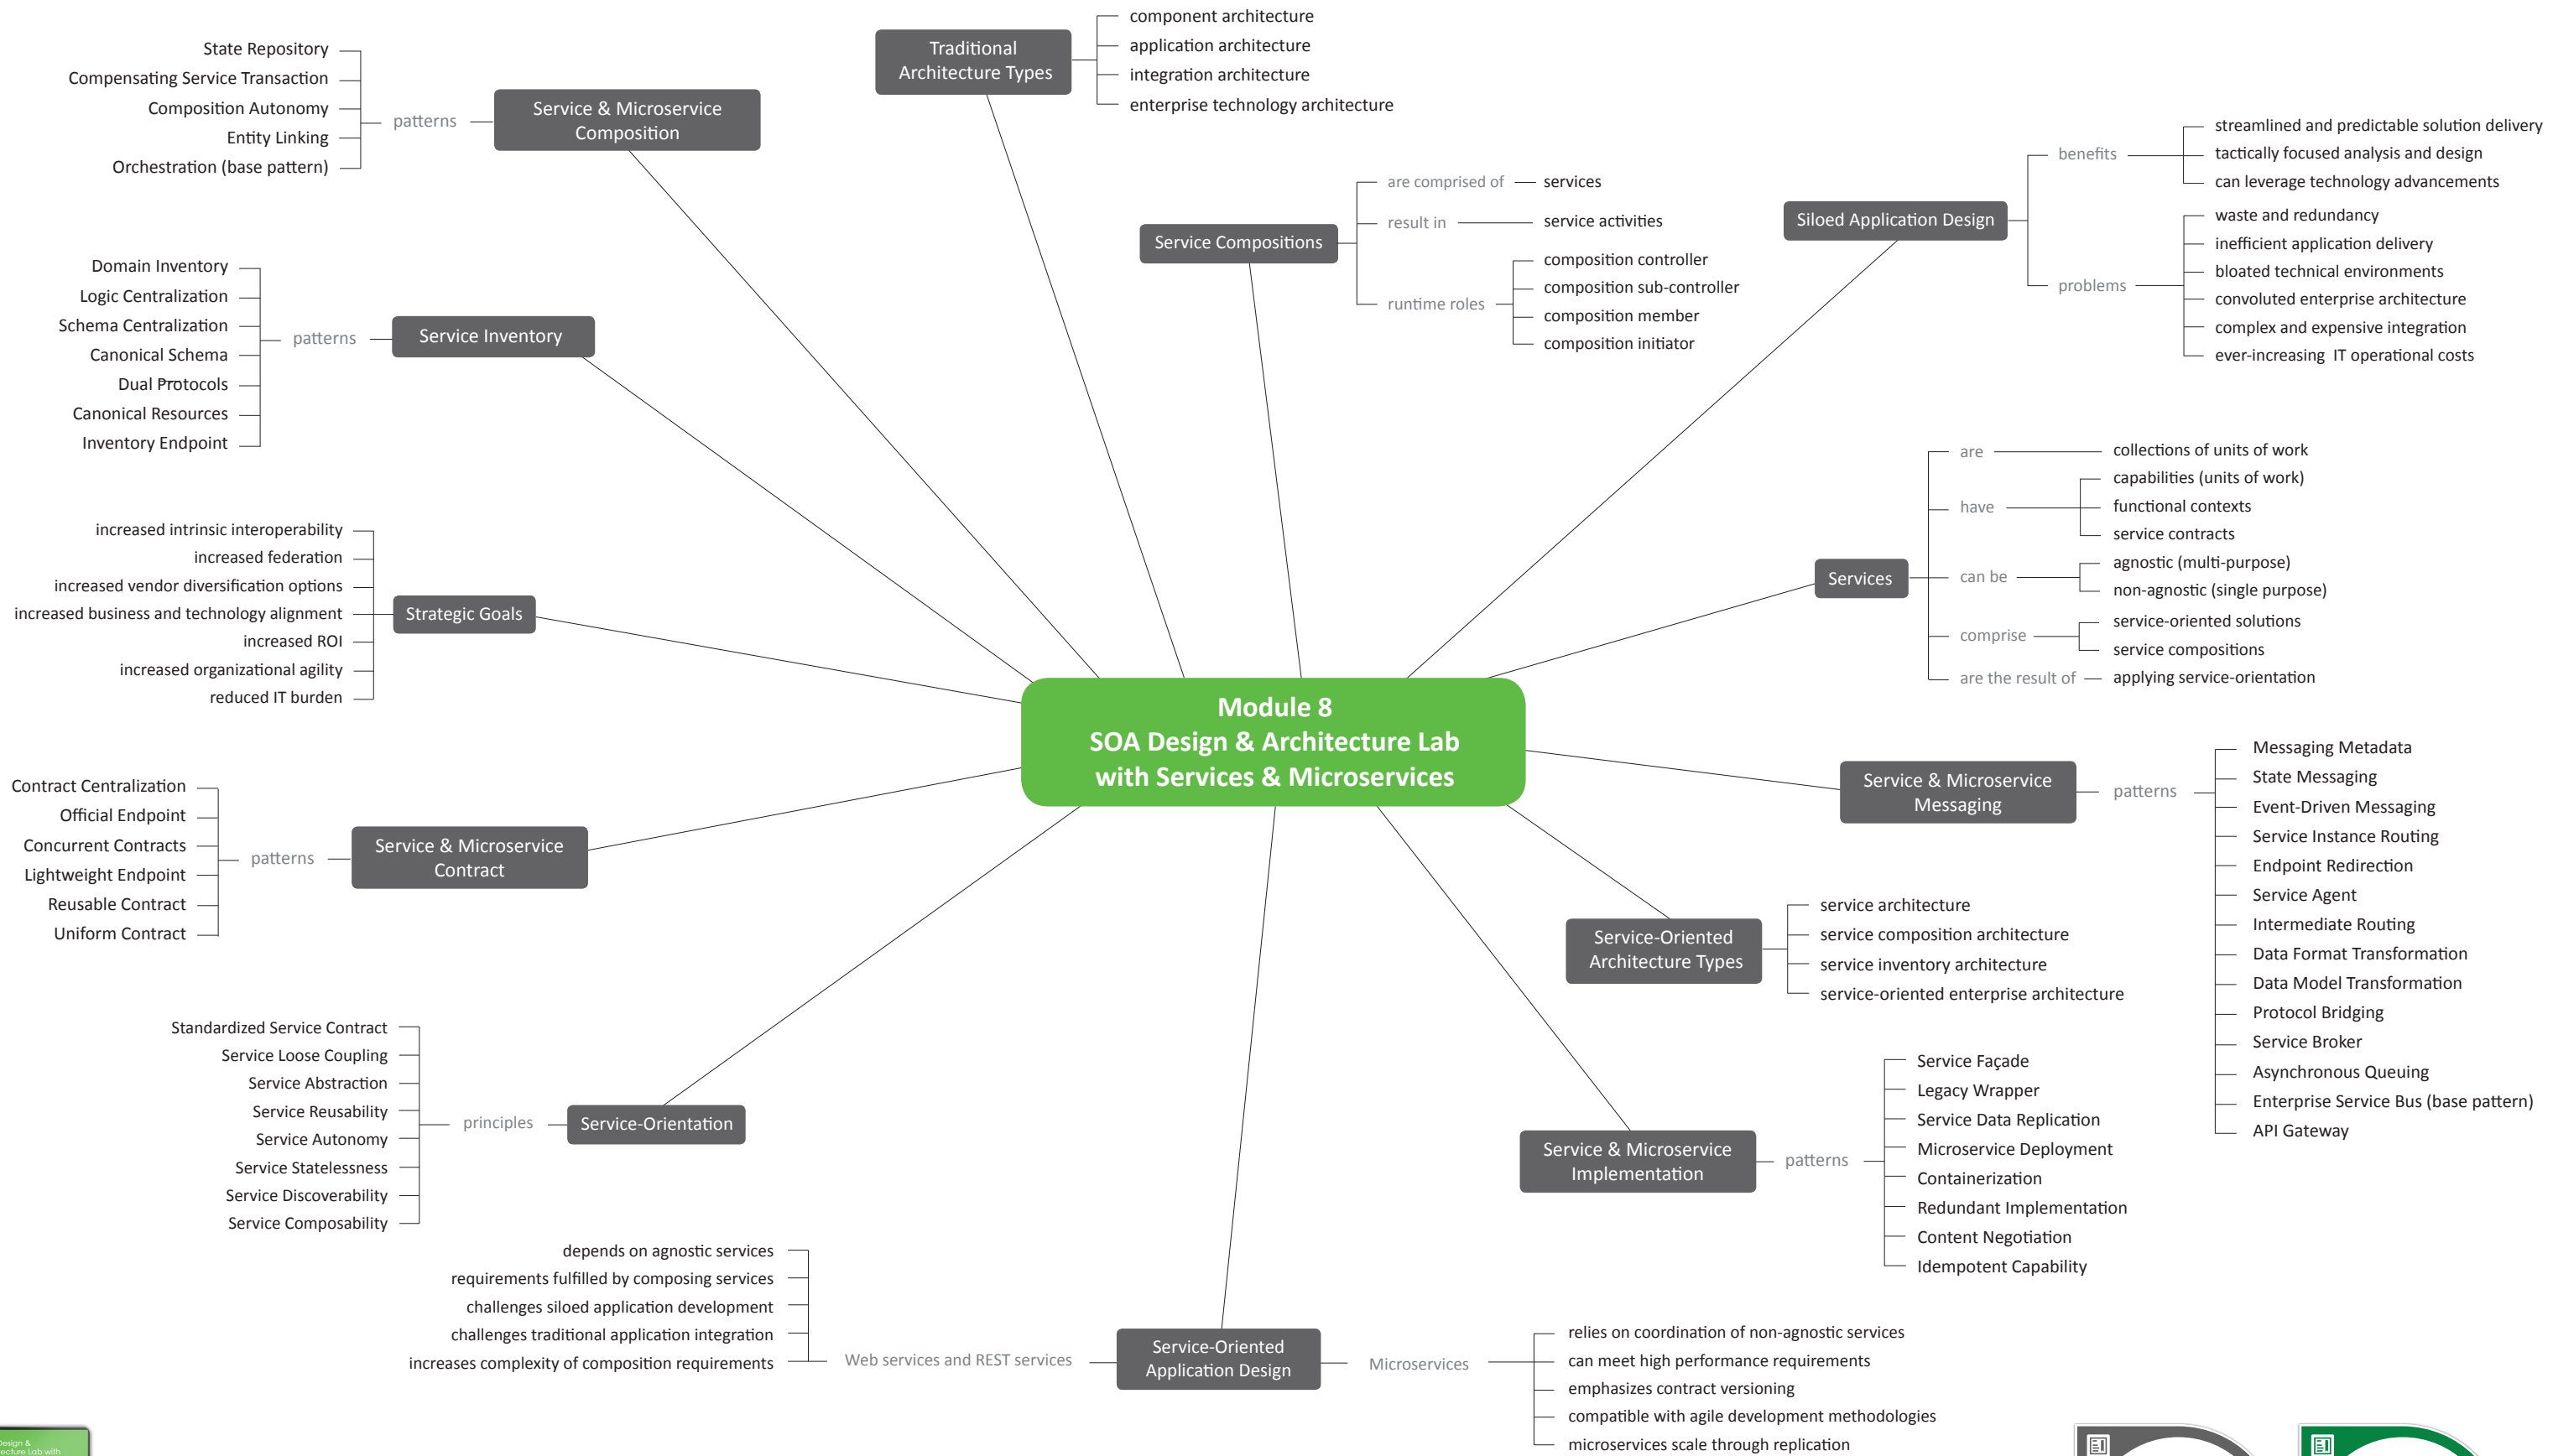 component architecture
application architecture
integration architecture
enterprise technology architecture
Traditional
Architecture Types
State Repository
Compensating Service Transaction
Composition Autonomy
Entity Linking
Orchestration (base pattern)
patterns
Service & Microservice
Composition
streamlined and predictable solution delivery
tactically focused analysis and design
can leverage technology advancements
benefits
waste and redundancy
inefficient application delivery
bloated technical environments
convoluted enterprise architecture
complex and expensive integration
ever-increasing IT operational costs
problems
Siloed Application Design
are comprised of
services
result in
service activities
runtime roles
composition controller
composition sub-controller
composition member
composition initiator
Service Compositions
Domain Inventory
Logic Centralization
Schema Centralization
Canonical Schema
Dual Protocols
Canonical Resources
Inventory Endpoint
patterns
Service Inventory
are
collections of units of work
have
capabilities (units of work)
functional contexts
service contracts
can be
agnostic (multi-purpose)
non-agnostic (single purpose)
comprise
service-oriented solutions
service compositions
are the result of
applying service-orientation
Services
increased intrinsic interoperability
increased federation
increased vendor diversification options
increased business and technology alignment
increased ROI
increased organizational agility
reduced IT burden
Strategic Goals
Module 8
SOA Design & Architecture Lab
with Services & Microservices
Contract Centralization
Official Endpoint
Concurrent Contracts
Lightweight Endpoint
Reusable Contract
Uniform Contract
patterns
Service & Microservice
Contract
Service & Microservice
Messaging
patterns
Messaging Metadata
State Messaging
Event-Driven Messaging
Service Instance Routing
Endpoint Redirection
Service Agent
Intermediate Routing
Data Format Transformation
Data Model Transformation
Protocol Bridging
Service Broker
Asynchronous Queuing
Enterprise Service Bus (base pattern)
API Gateway
Service-Oriented
Architecture Types
service architecture
service composition architecture
service inventory architecture
service-oriented enterprise architecture
Standardized Service Contract
Service Loose Coupling
Service Abstraction
Service Reusability
Service Autonomy
Service Statelessness
Service Discoverability
Service Composability
principles
Service-Orientation
Service & Microservice
Implementation
patterns
Service Façade
Legacy Wrapper
Service Data Replication
Microservice Deployment
Containerization
Redundant Implementation
Content Negotiation
Idempotent Capability
depends on agnostic services
requirements fulfilled by composing services
challenges siloed application development
challenges traditional application integration
increases complexity of composition requirements
Web services and REST services
Service-Oriented
Application Design
Microservices
relies on coordination of non-agnostic services
can meet high performance requirements
emphasizes contract versioning
compatible with agile development methodologies
microservices scale through replication
Design &
ecture Lab with